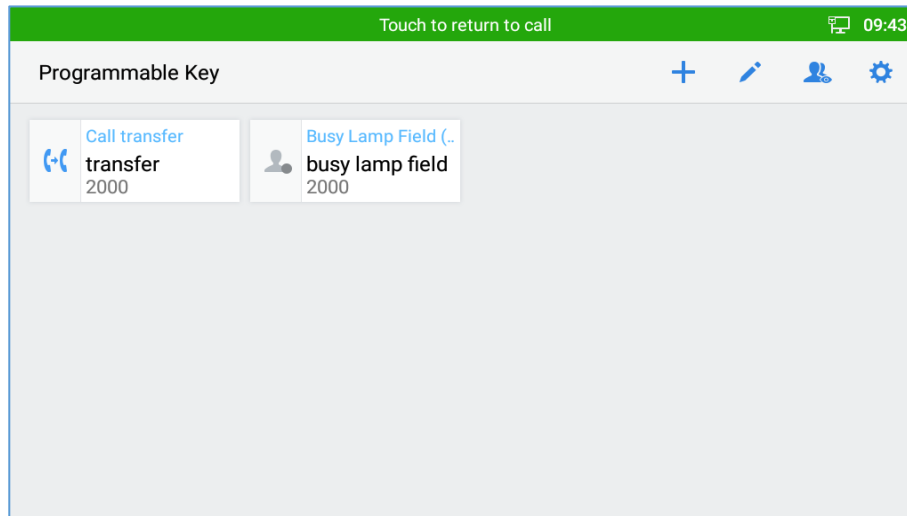 Touch to return to call
09:43
Programmable Key
Call transfer
transfer
2000
Busy Lamp Field (..
busy lamp field
2000